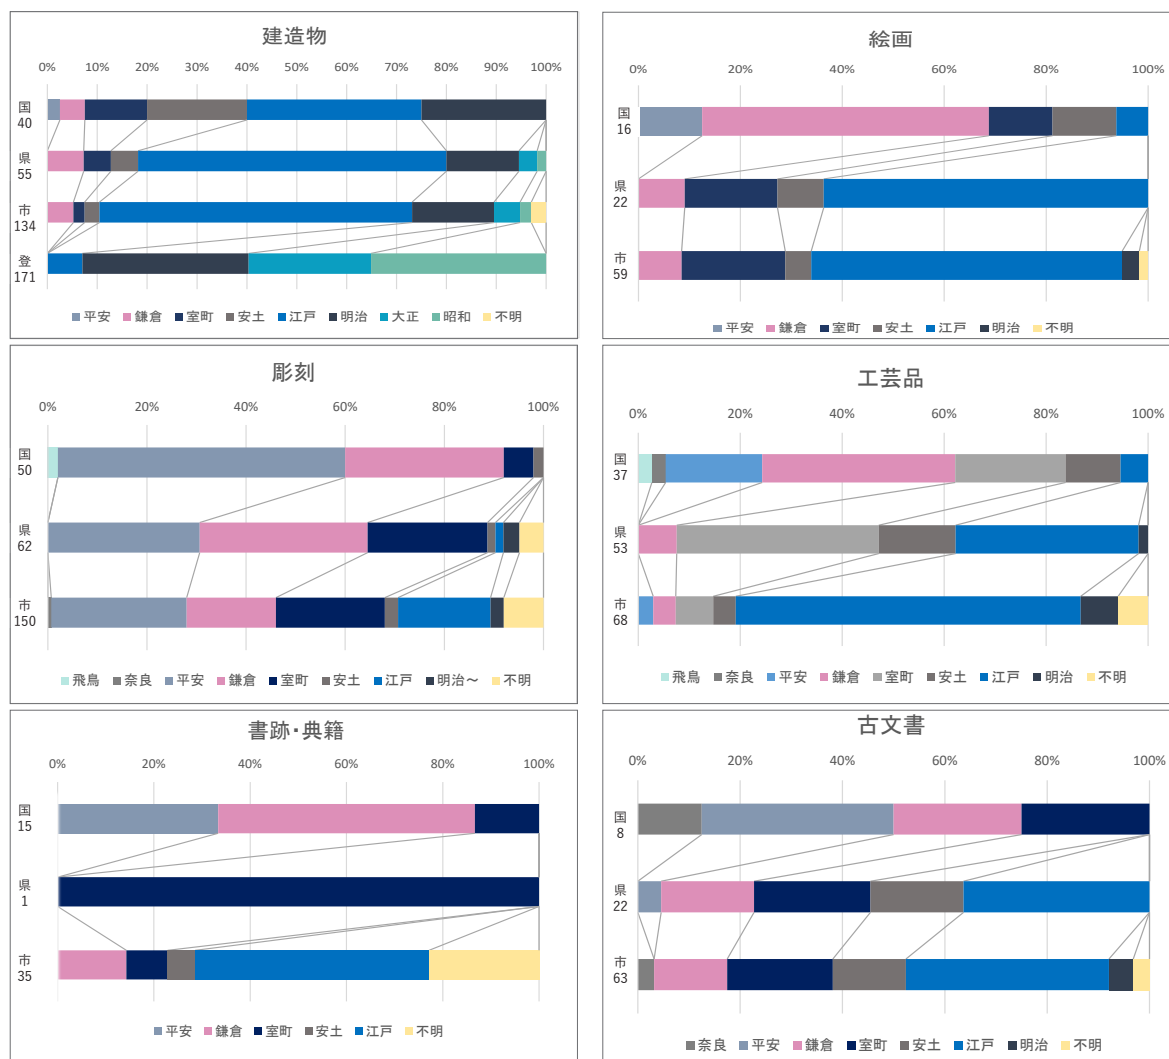 建造物
0% 10% 20% 30% 40% 50% 60% 70% 80% 90% 100%
国
40
県
55
市
134
登
171
平安 鎌倉 室町 安土 江戸 明治 大正 昭和 不明
絵画
0% 20% 40% 60% 80% 100%
国
16
県
22
市
59
平安 鎌倉 室町 安土 江戸 明治 不明
彫刻
0% 20% 40% 60% 80% 100%
国
50
県
62
市
150
飛鳥 奈良 平安 鎌倉 室町 安土 江戸 明治～ 不明
工芸品
0% 20% 40% 60% 80% 100%
国
37
県
53
市
68
飛鳥 奈良 平安 鎌倉 室町 安土 江戸 明治 不明
書跡・典籍
0% 20% 40% 60% 80% 100%
国
15
県
1
市
35
平安 鎌倉 室町 安土 江戸 不明
古文書
0% 20% 40% 60% 80% 100%
国
8
県
22
市
63
奈良 平安 鎌倉 室町 安土 江戸 明治 不明